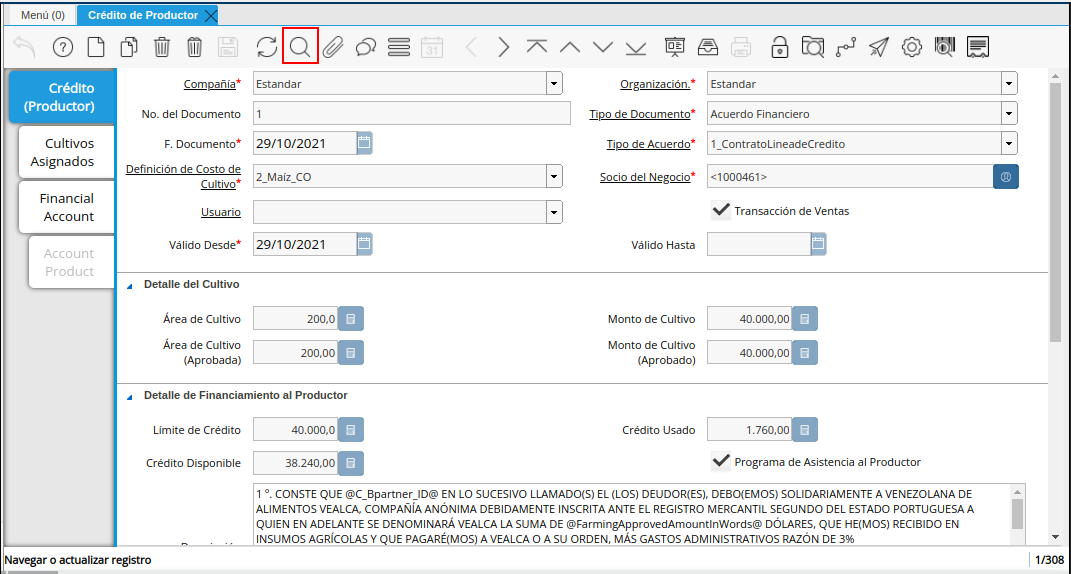 Menú (0) Crédito de Productor
31
Crédito
(Productor)
Cultivos
Asignados
Financial
Account
Account
Product
Compañía* Estandar Organización.* Estandar
No. del Documento 1 Tipo de Documento* Acuerdo Financiero
F. Documento* 29/10/2021 Tipo de Acuerdo* 1_ContratoLineadeCredito
Definición de Costo de
Cultivo* 2_Maíz_CO Socio del Negocio* <1000461>
Usuario Transacción de Ventas
Válido Desde* 29/10/2021 Válido Hasta
Detalle del Cultivo
Área de Cultivo 200,0 Monto de Cultivo 40.000,00
Área de Cultivo
(Aprobada) 200,00 Monto de Cultivo
(Aprobado) 40.000,00
Detalle de Financiamiento al Productor
Límite de Crédito 40.000,0 Crédito Usado 1.760,00
Crédito Disponible 38.240,00 Programa de Asistencia al Productor
1 º. CONSTE QUE @C_Bpartner_ID@ EN LO SUCESIVO LLAMADO(S) EL (LOS) DEUDOR(ES), DEBO(EMOS) SOLIDARIAMENTE A VENEZOLANA DE
ALIMENTOS VEALCA, COMPAÑÍA ANÓNIMA DEBIDAMENTE INSCRITA ANTE EL REGISTRO MERCANTIL SEGUNDO DEL ESTADO PORTUGUESA A
QUIEN EN ADELANTE SE DENOMINARÁ VEALCA LA SUMA DE @FarmingApprovedAmountInWords@ DÓLARES, QUE HE(MOS) RECIBIDO EN
INSUMOS AGRÍCOLAS Y QUE PAGARÉ(MOS) A VEALCA O A SU ORDEN, MÁS GASTOS ADMINISTRATIVOS RAZÓN DE 3%
Navegar o actualizar registro 1/308